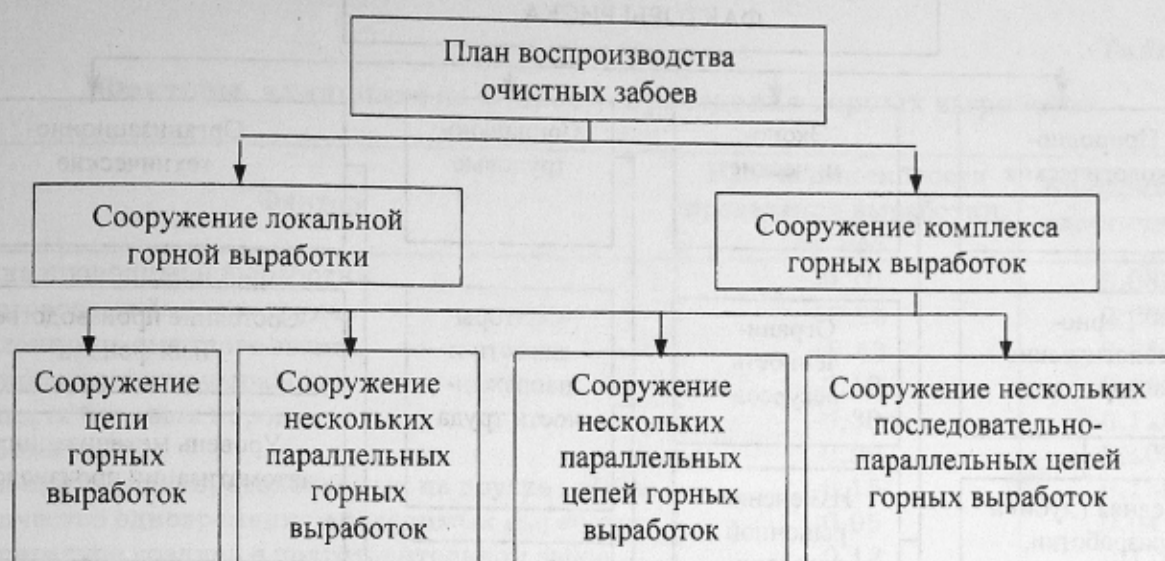 План воспроизводства
очистных забоев
Сооружение локальной
горной выработки
Сооружение комплекса
горных выработок
Сооружение
цепи
горных
выработок
Сооружение
нескольких
параллельных
горных
выработок
Сооружение
нескольких
параллельных
цепей горных
выработок
Сооружение нескольких
последовательно-
параллельных цепей
горных выработок